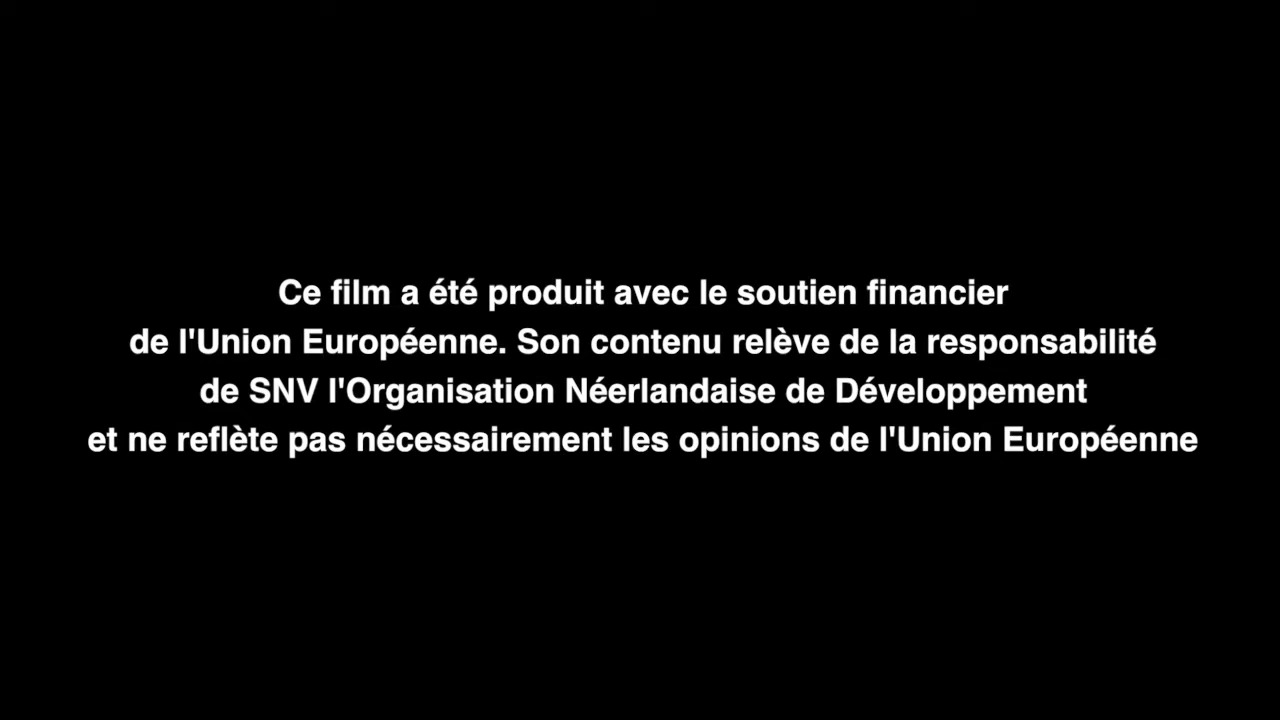 Ce film a été produit avec le soutien financier
de l'Union Européenne. Son contenu relève de la responsabilité
de SNV l'Organisation Néerlandaise de Développement
et ne reflète pas nécessairement les opinions de l'Union Européenne